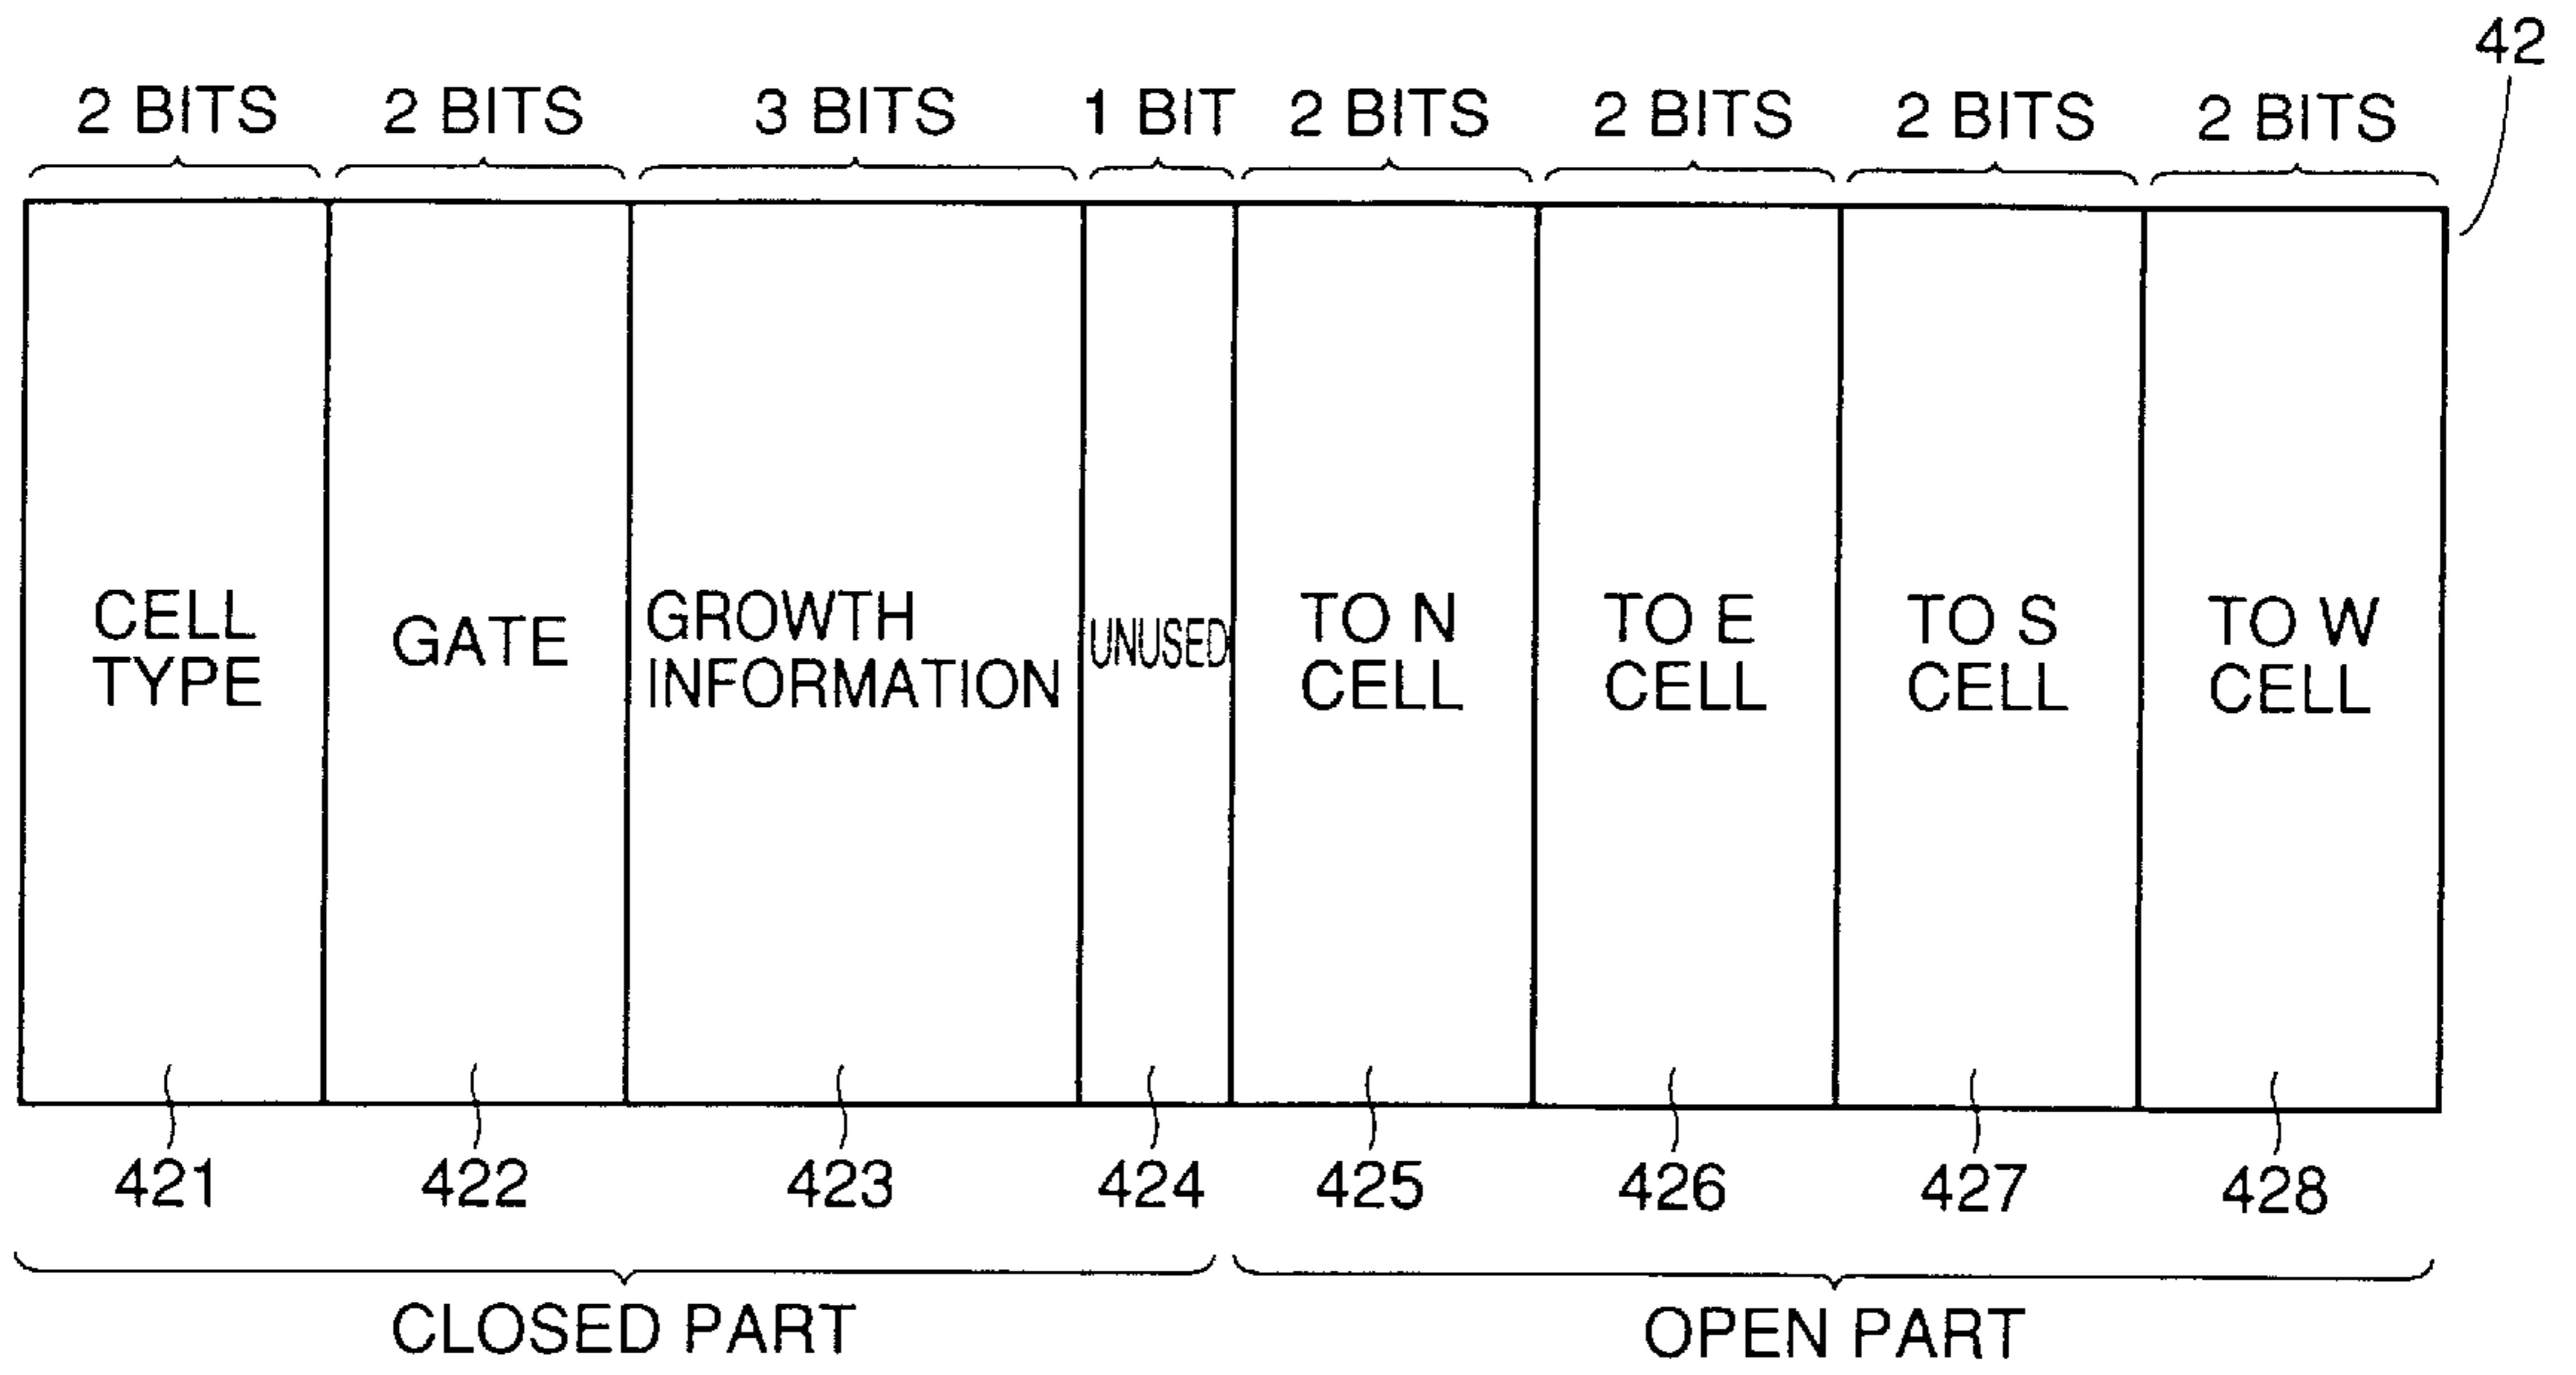 42
2 BITS 2 BITS 3 BITS 1 BIT 2 BITS 2 BITS 2 BITS 2 BITS
CELL
TYPE
GATE
GROWTH
INFORMATION
UNUSED
TO N
CELL
TO E
CELL
TO S
CELL
TO W
CELL
421 422 423 424 425 426 427 428
CLOSED PART OPEN PART